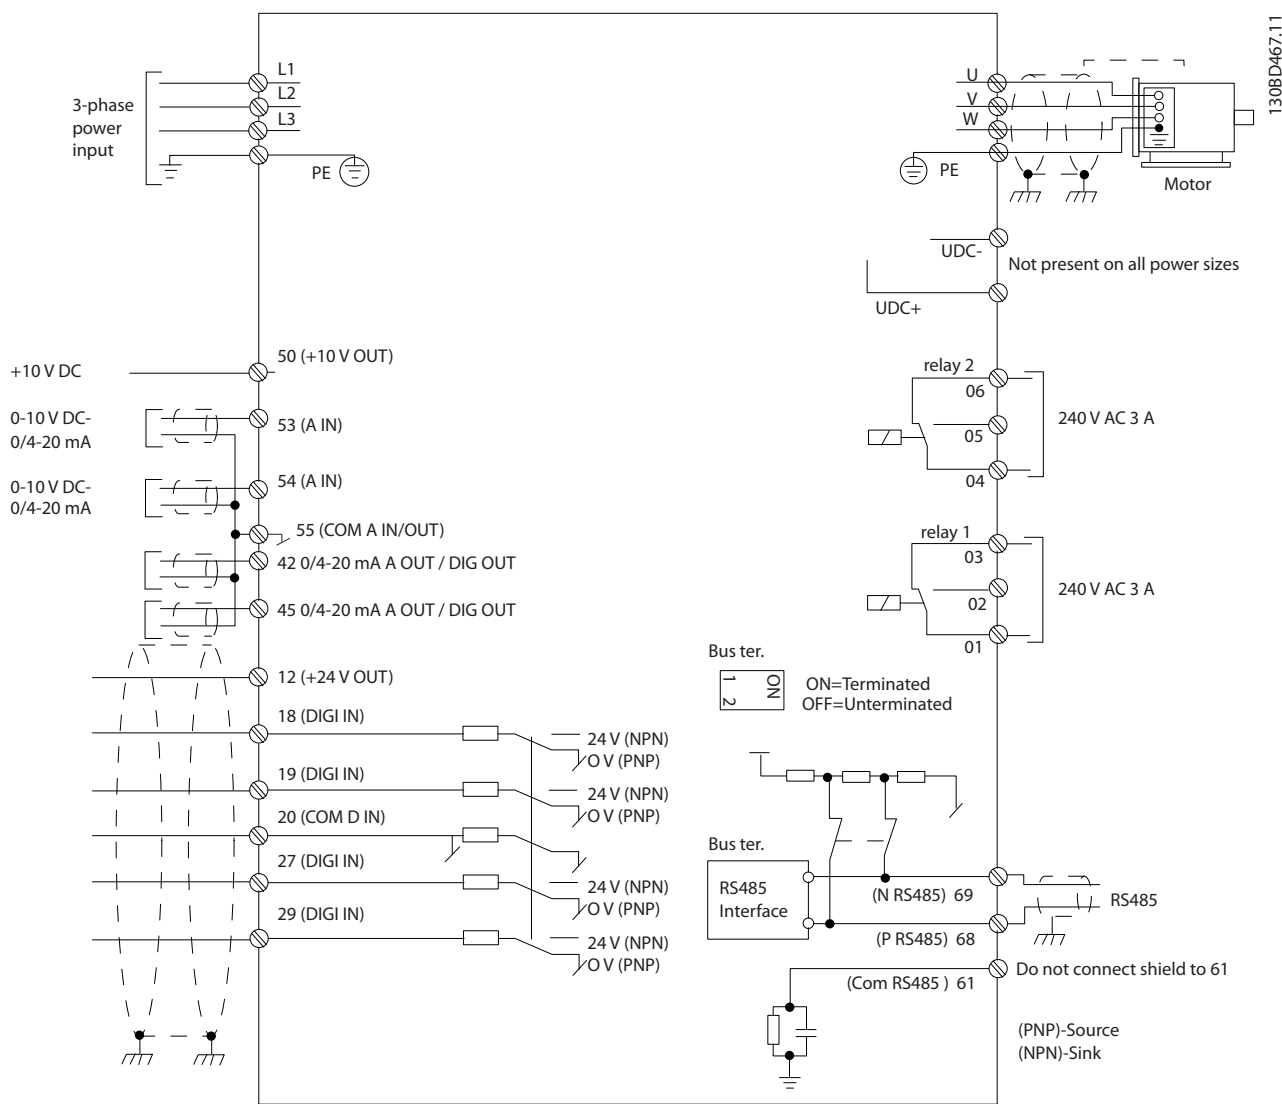 130BD467.11
3-phase
power
input
L1
L2
L3
PE
U
V
W
PE
Motor
UDC-
Not present on all power sizes
UDC+
+10 V DC
50 (+10 V OUT)
0-10 V DC-
0/4-20 mA
53 (A IN)
0-10 V DC-
0/4-20 mA
54 (A IN)
55 (COM A IN/OUT)
42 0/4-20 mA A OUT / DIG OUT
45 0/4-20 mA A OUT / DIG OUT
12 (+24 V OUT)
18 (DIGI IN)
24 V (NPN)
O V (PNP)
19 (DIGI IN)
24 V (NPN)
O V (PNP)
20 (COM D IN)
27 (DIGI IN)
24 V (NPN)
O V (PNP)
29 (DIGI IN)
24 V (NPN)
O V (PNP)
relay 2
06
05
04
240 V AC 3 A
relay 1
03
02
01
240 V AC 3 A
Bus ter.
1
2
ON
ON=Terminated
OFF=Unterminated
Bus ter.
RS485
Interface
(N RS485) 69
RS485
(P RS485) 68
(Com RS485 ) 61
Do not connect shield to 61
(PNP)-Source
(NPN)-Sink